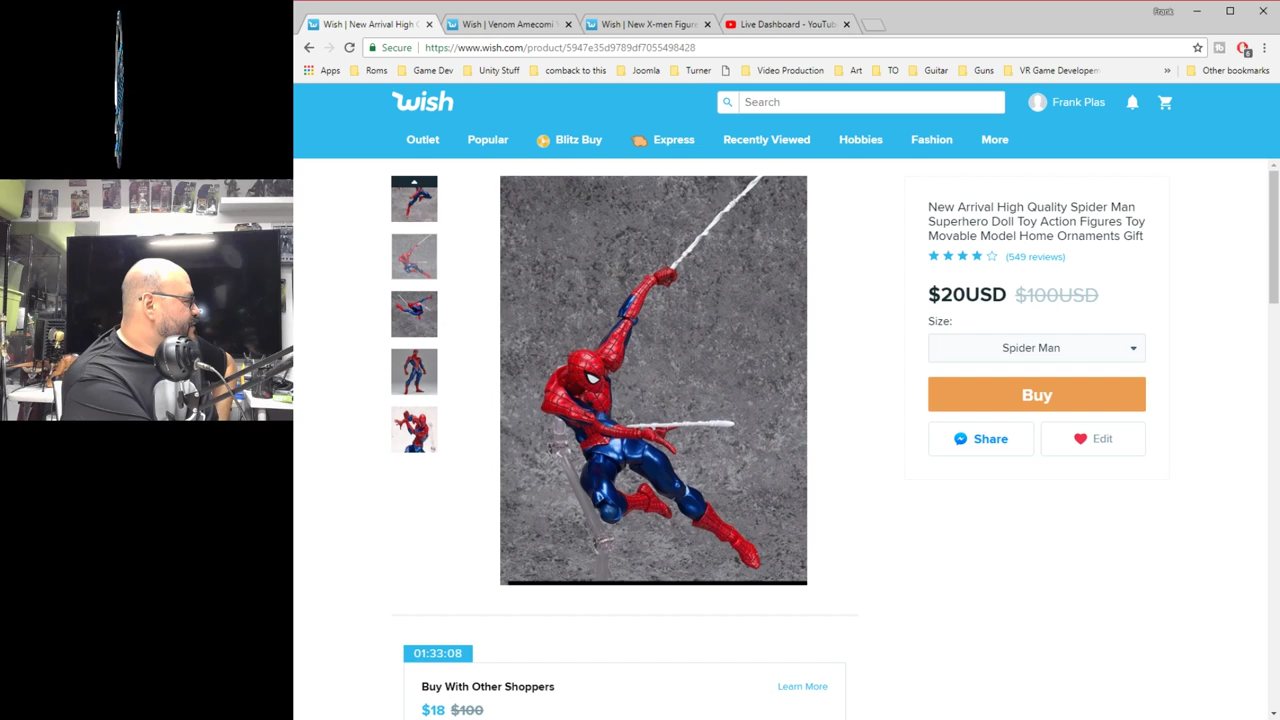 Frank
Wish | New Arrival High
Wish | Venom Amecomi
Wish | New X-men Figure
Live Dashboard - YouTub
Secure
https://www.wish.com/product/5947e35d9789df7055498428
6
Apps
Roms
Game Dev
Unity Stuff
comback to this
Joomla
Turner
Video Production
Art
TO
Guitar
Guns
VR Game Developem
»
Other bookmarks
wish
Search
Frank Plas
Outlet
Popular
Blitz Buy
Express
Recently Viewed
Hobbies
Fashion
More
New Arrival High Quality Spider Man
Superhero Doll Toy Action Figures Toy
Movable Model Home Ornaments Gift
(549 reviews)
$20USD $100USD
Size:
Spider Man
Buy
Share
Edit
01:33:08
Buy With Other Shoppers
Learn More
$18 $100